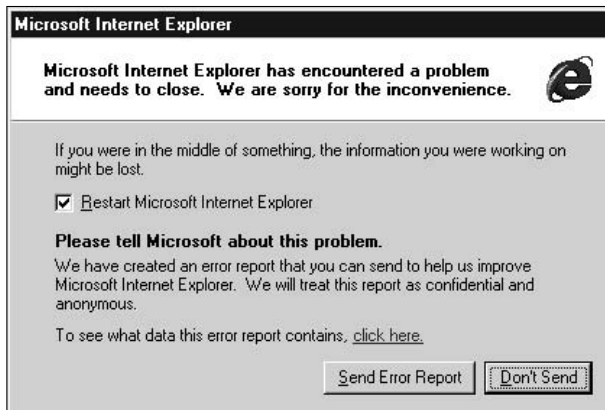 Microsoft Internet Explorer
Microsoft Internet Explorer has encountered a problem
and needs to close. We are sorry for the inconvenience.
If you were in the middle of something, the information you were working on
might be lost.
Restart Microsoft Internet Explorer
Please tell Microsoft about this problem.
We have created an error report that you can send to help us improve
Microsoft Internet Explorer. We will treat this report as confidential and
anonymous.
To see what data this error report contains, click here.
Send Error Report Don't Send